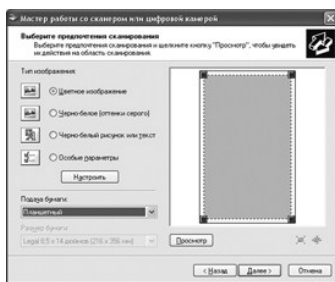 Мастер работы со сканером или цифровой камерой
Выберите предпочтения сканирования
Выберите предпочтения сканирования и щелкните кнопку "Просмотр", чтобы увидеть
их действия на область сканирования.
Тип изображения:
Цветное изображение
Черно-белое (оттенки серого)
Черно-белый рисунок или текст
Особые параметры
Настроить
Подача бумаги:
Планшетный
Размер бумаги:
Legal 8,5 x 14 дюймов (216 x 356 мм)
Просмотр
< Назад
Далее >
Отмена